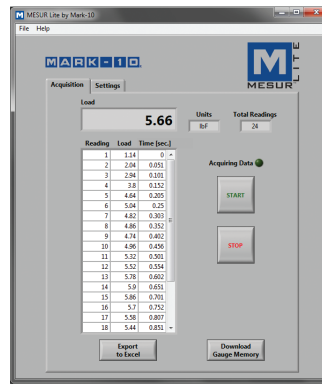 MESUR Lite by Mark-10
File Help
MARK-10
M
LITE
MESUR
Acquisition Settings
Load
5.66
Units
lbF
Total Readings
24
Reading Load Time [sec.]
1 1.14 0
2 2.04 0.051
3 2.94 0.101
4 3.8 0.152
5 4.64 0.205
6 5.04 0.25
7 4.82 0.303
8 4.86 0.352
9 4.74 0.402
10 4.96 0.456
11 5.32 0.501
12 5.52 0.554
13 5.78 0.602
14 5.9 0.651
15 5.86 0.701
16 5.7 0.752
17 5.58 0.807
18 5.44 0.851
Acquiring Data
START
STOP
Export
to Excel
Download
Gauge Memory